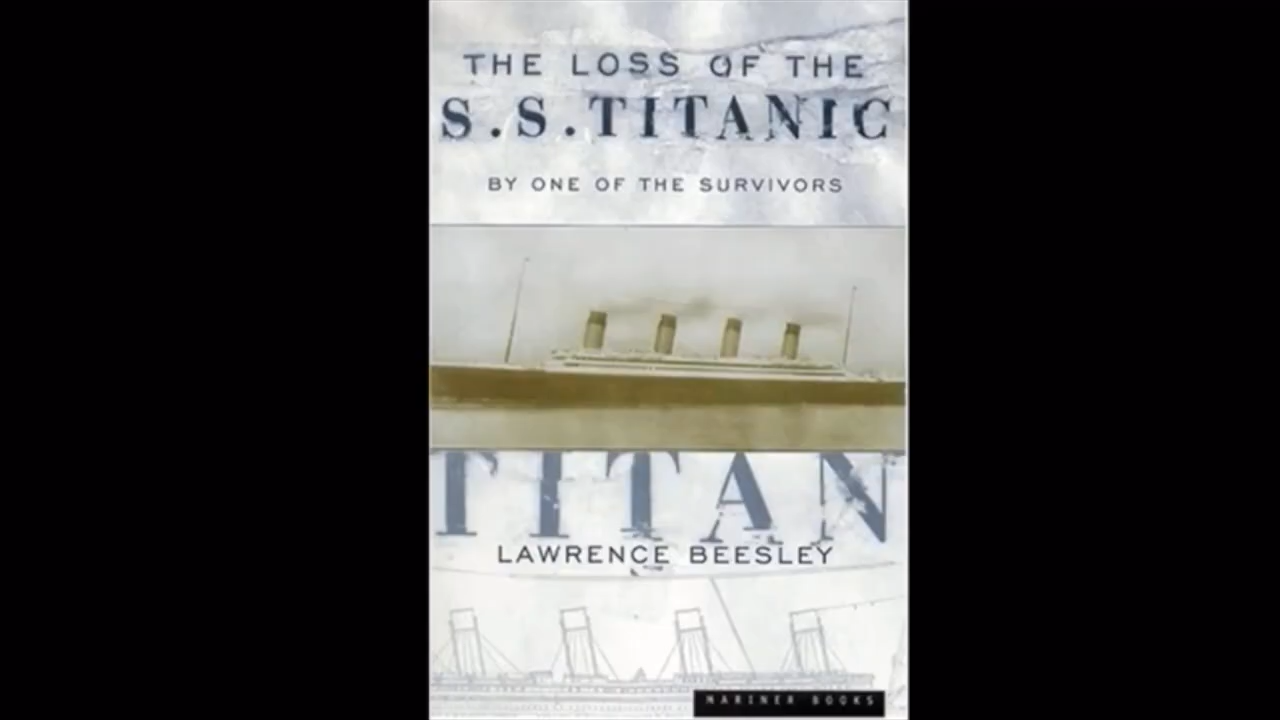 THE LOSS OF THE
S.S.TITANIC
BY ONE OF THE SURVIVORS
TITAN
LAWRENCE BEESLEY
MARINER BOOKS